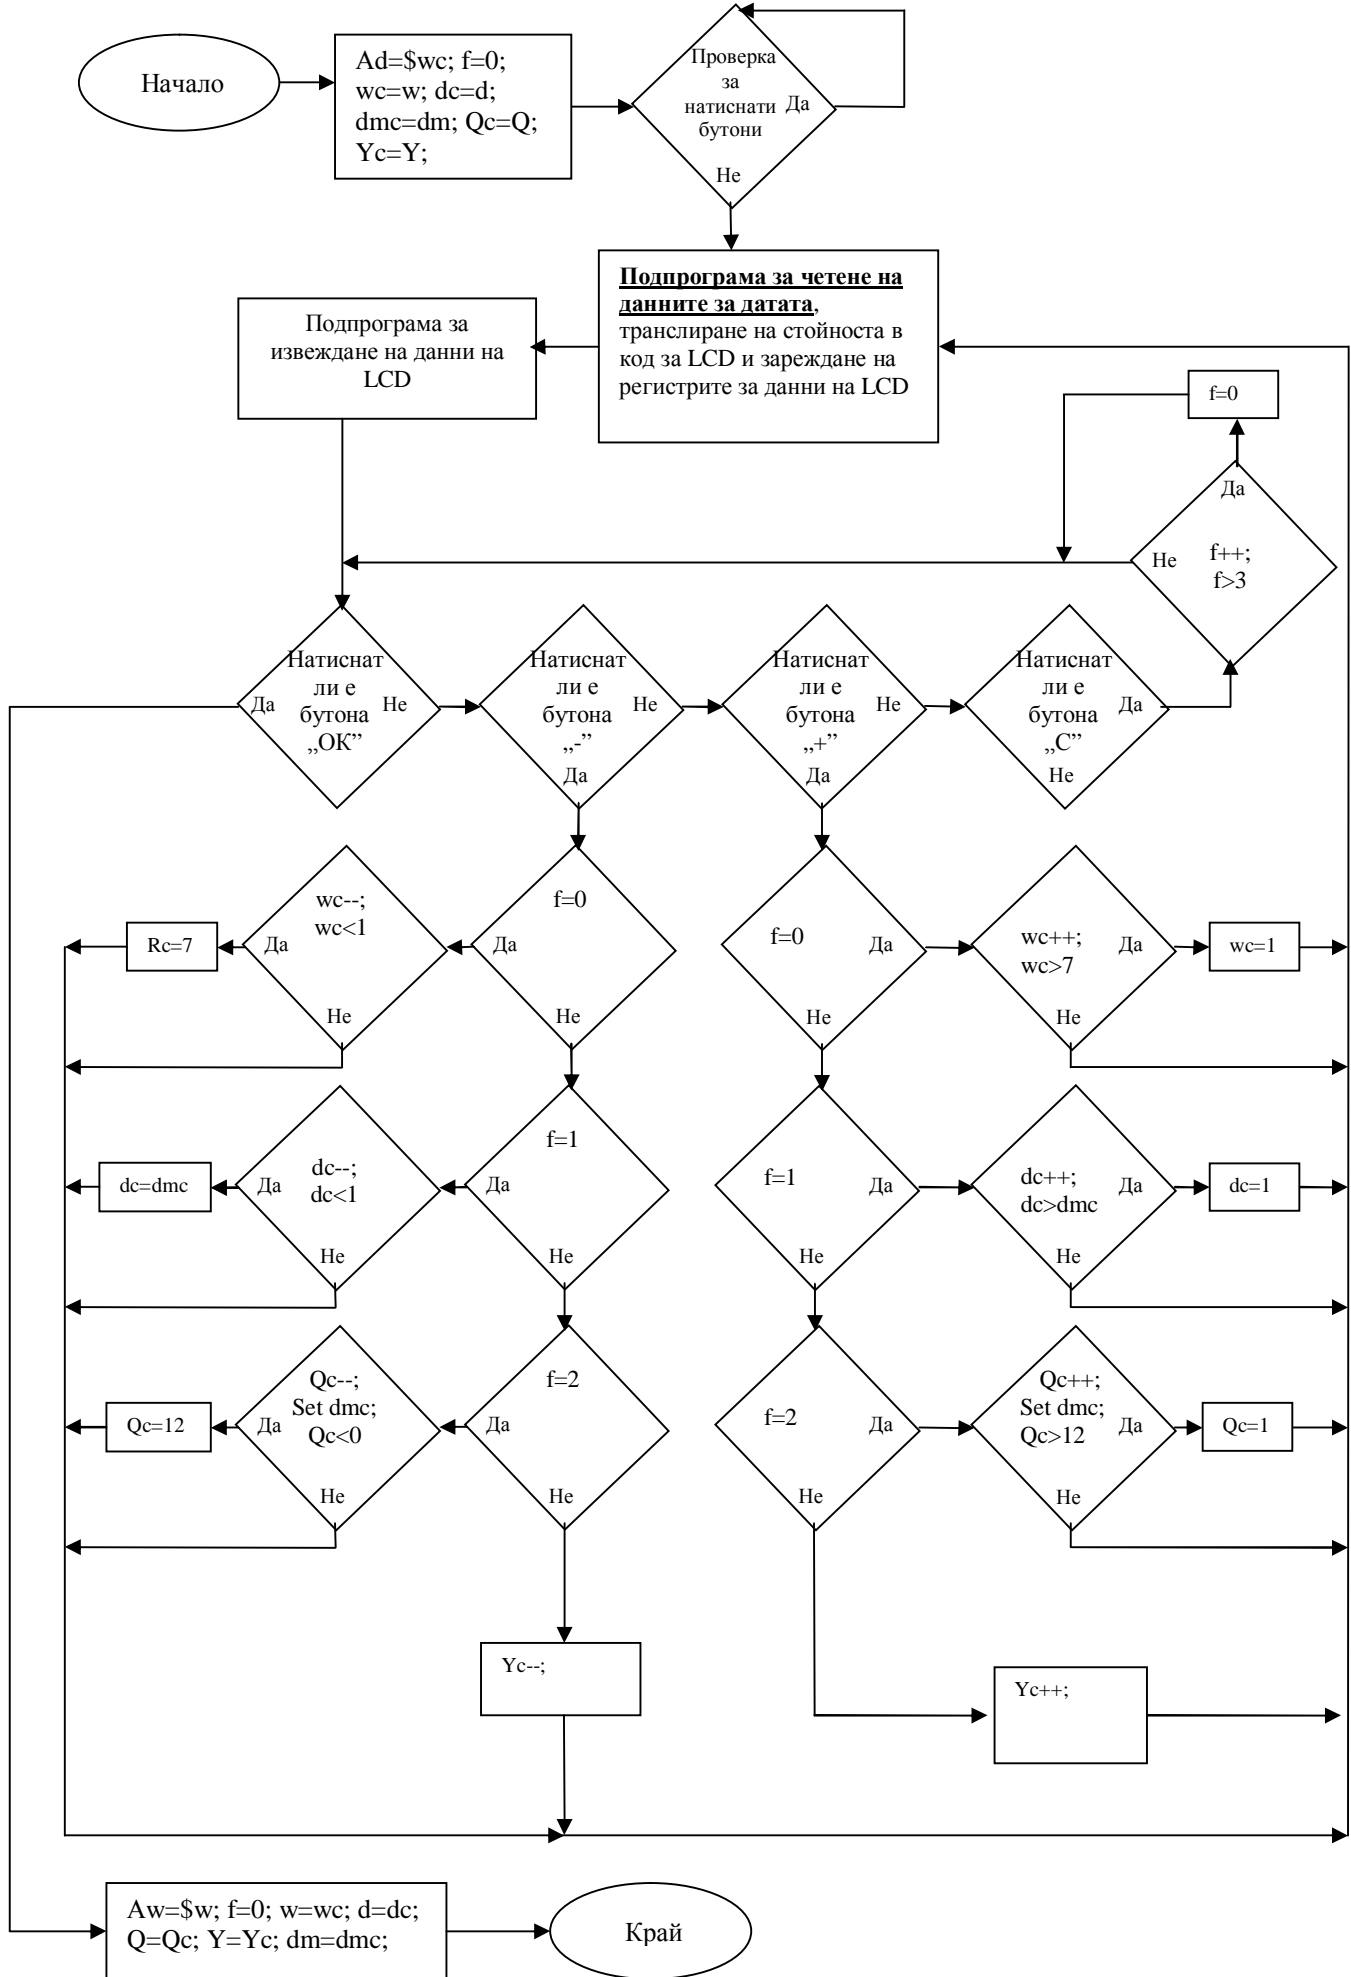 Начало
Ad=$wc; f=0;
wc=w; dc=d;
dmc=dm; Qc=Q;
Yc=Y;
Проверка
за
натиснати
бутони
Да
Не
Подпрограма за четене на
данните за датата,
транслиране на стойноста в
код за LCD и зареждане на
регистрите за данни на LCD
Подпрограма за
извеждане на данни на
LCD
f=0
Да
Не
f++;
f>3
Натиснат
ли е
бутона
„ОК”
Да
Не
Натиснат
ли е
бутона
„-”
Не
Да
Натиснат
ли е
бутона
„+”
Не
Да
Натиснат
ли е
бутона
„C”
Да
Не
Rc=7
wc--;
wc<1
Да
Не
f=0
Да
Не
f=0
Да
Не
wc++;
wc>7
Да
Не
wc=1
dc=dmc
dc--;
dc<1
Да
Не
f=1
Да
Не
f=1
Да
Не
dc++;
dc>dmc
Да
Не
dc=1
Qc=12
Qc--;
Set dmc;
Qc<0
Да
Не
f=2
Да
Не
f=2
Да
Не
Qc++;
Set dmc;
Qc>12
Да
Не
Qc=1
Yc--;
Yc++;
Aw=$w; f=0; w=wc; d=dc;
Q=Qc; Y=Yc; dm=dmc;
Край